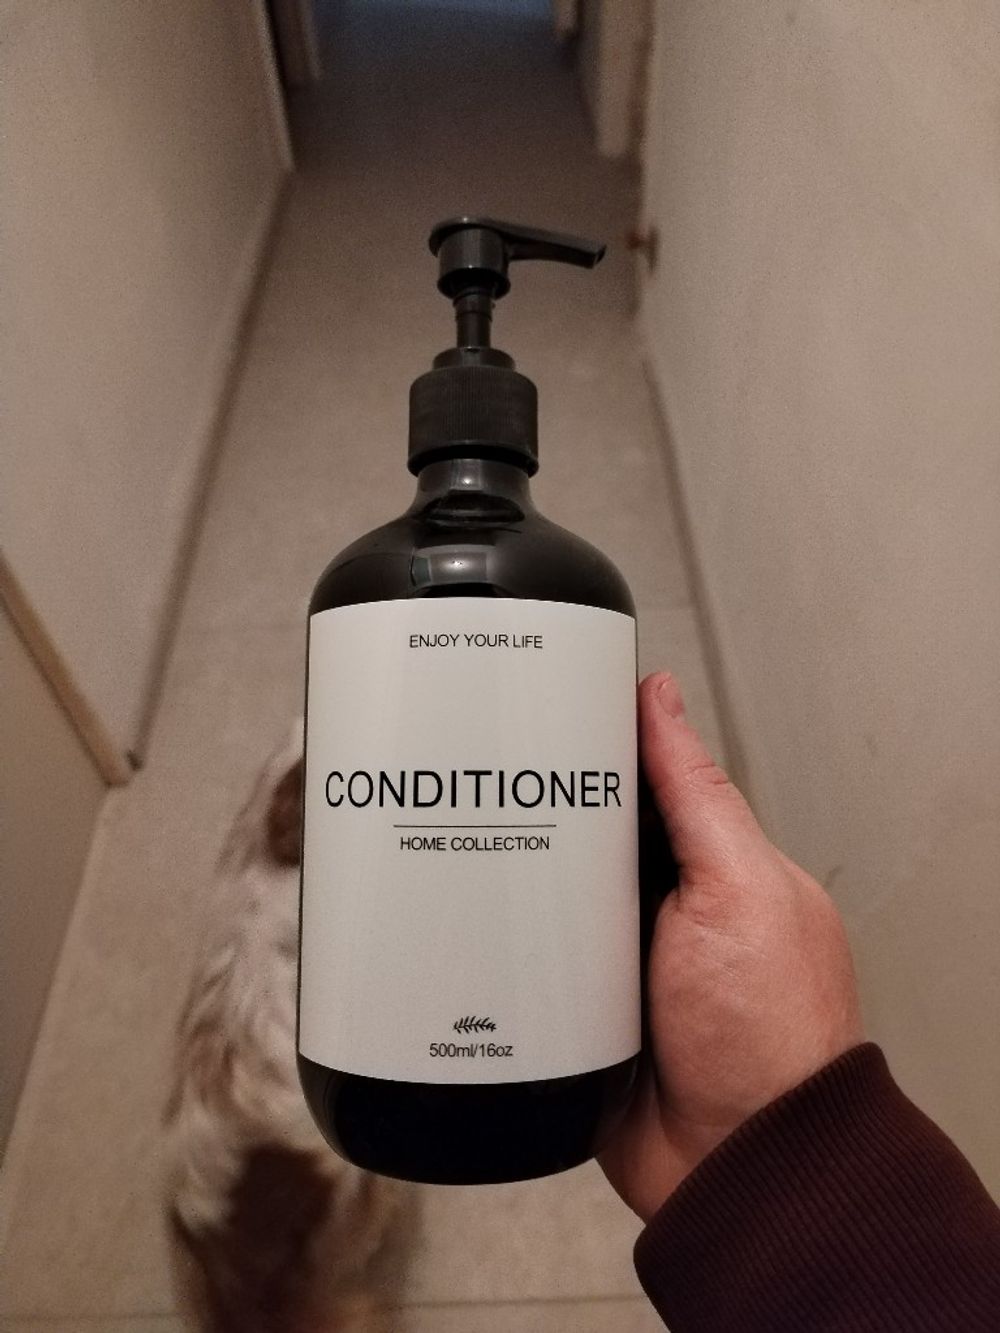 ENJOY YOUR LIFE
CONDITIONER
HOME COLLECTION
500ml/16oz